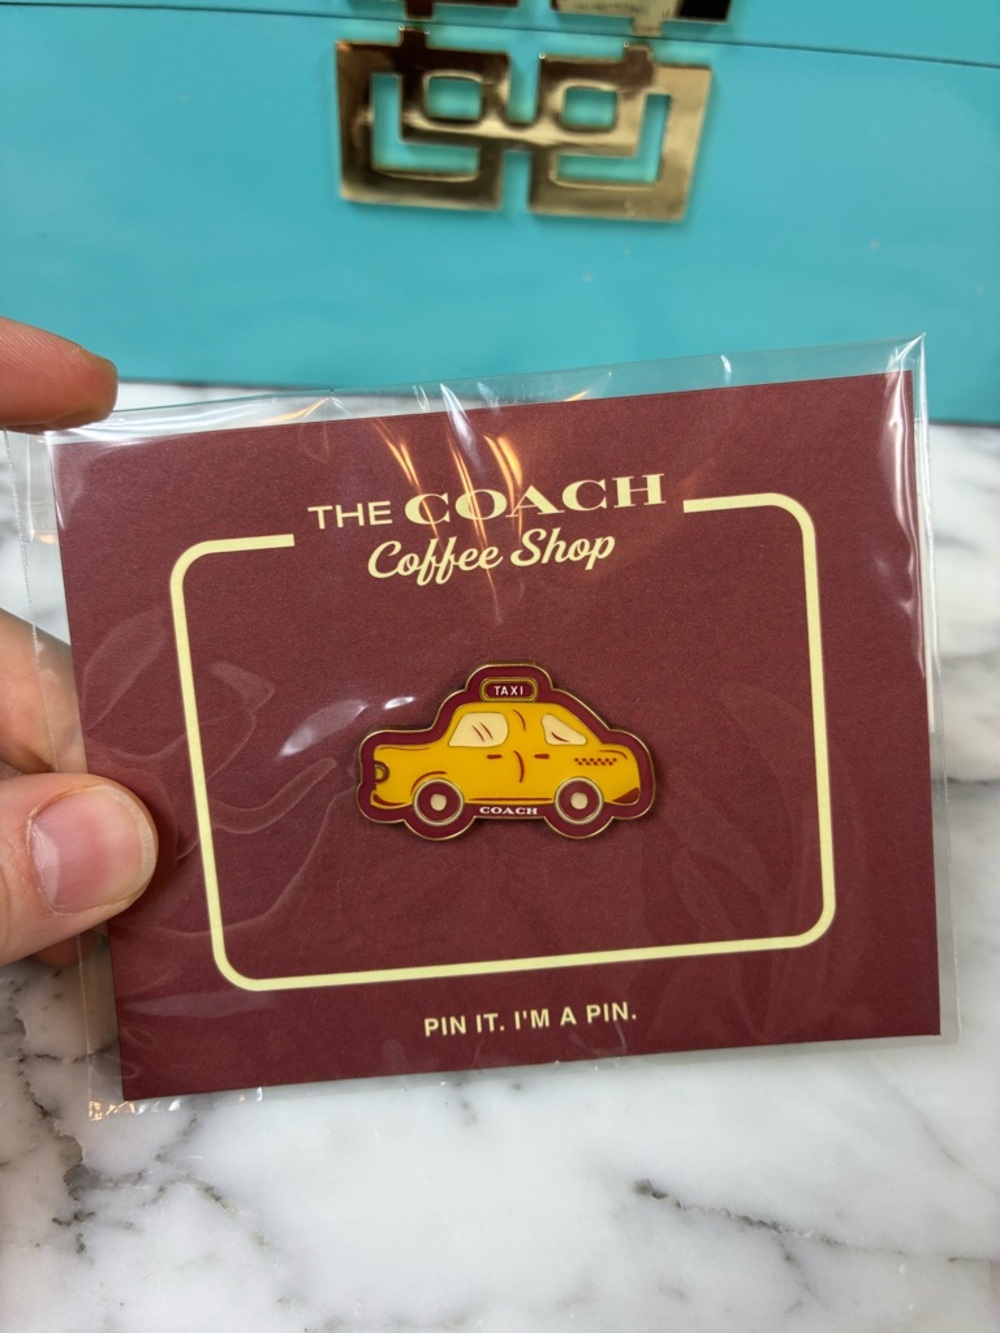 THE COACH
Coffee Shop
TAXI
COACH
PIN IT. I'M A PIN.